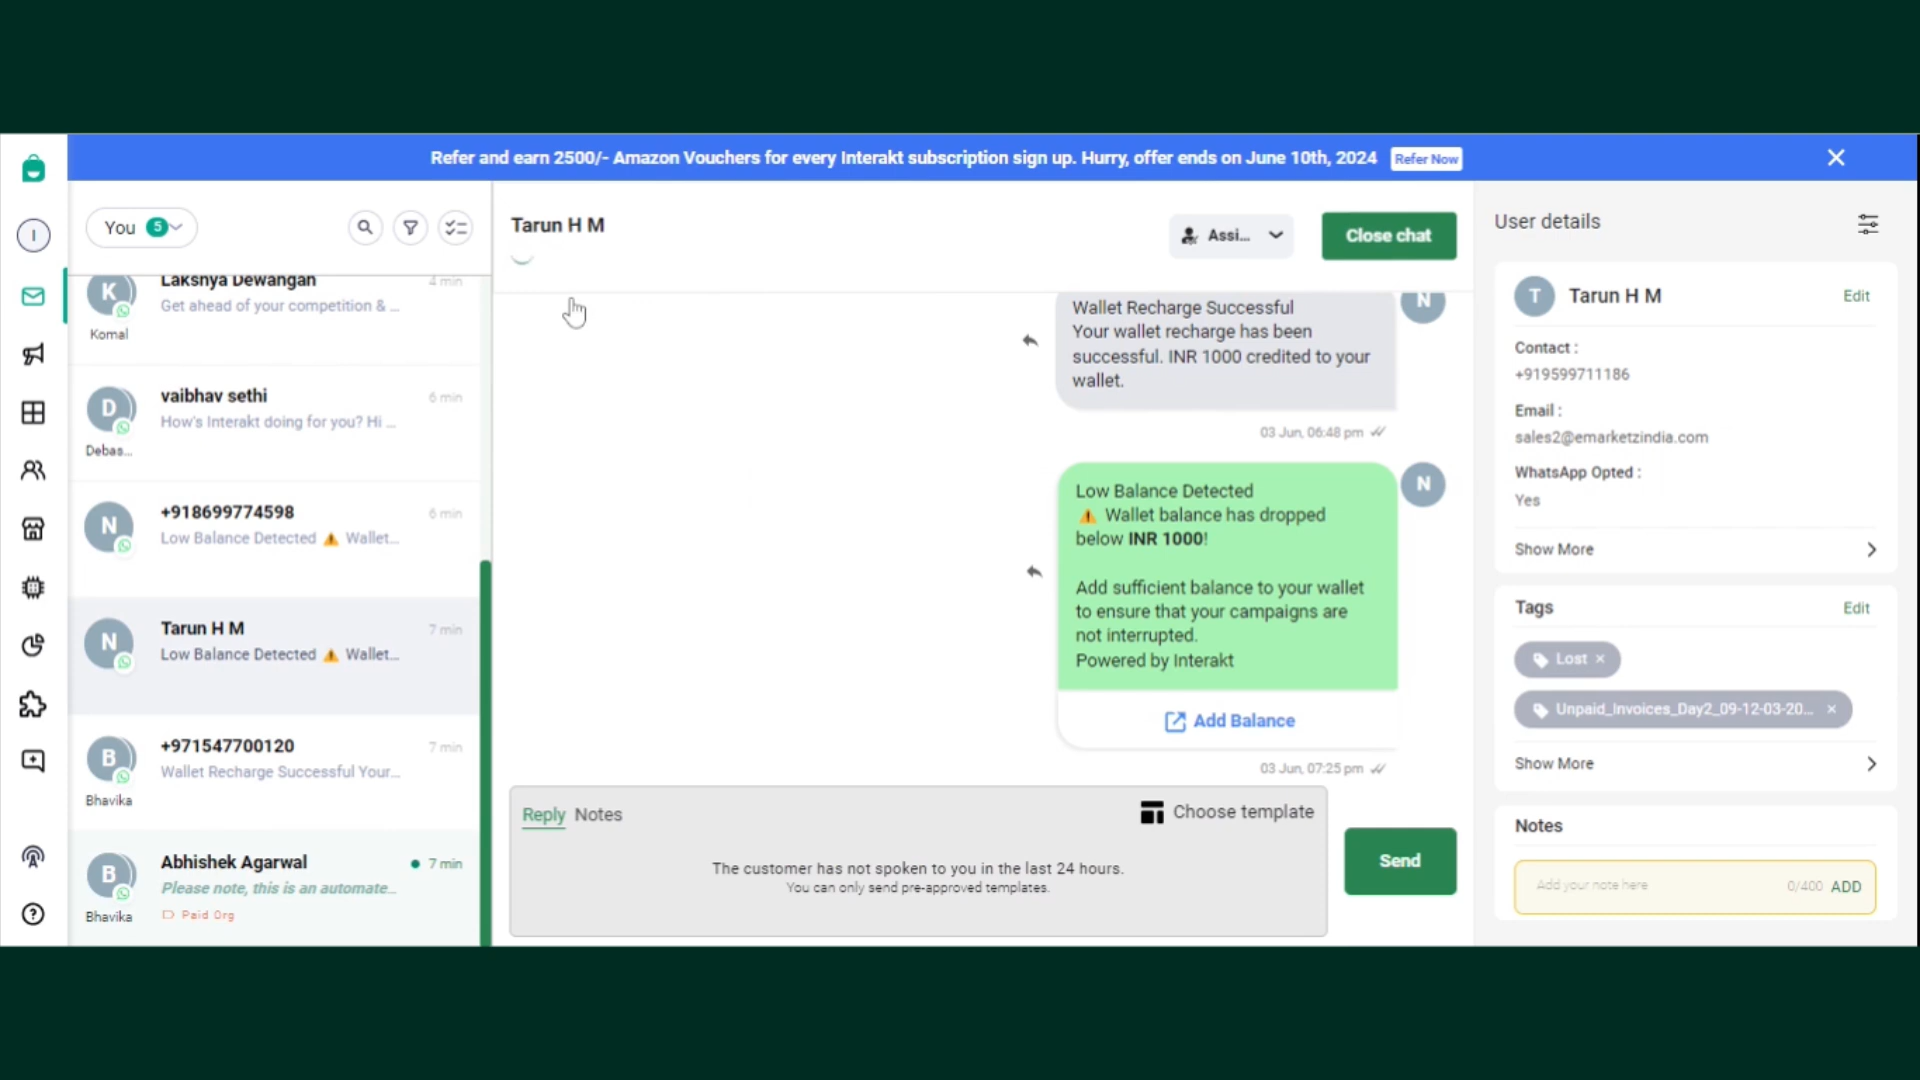 Refer and earn 2500/- Amazon Vouchers for every Interakt subscription sign up. Hurry, offer ends on June 10th, 2024 Refer Now
I
You 5
K
Lakshya Dewangan 4 min
Get ahead of your competition & ...
Komal
D
vaibhav sethi 6 min
How's Interakt doing for you? Hi ...
Debas...
N
+918699774598 6 min
Low Balance Detected ⚠️ Wallet...
N
Tarun H M 7 min
Low Balance Detected ⚠️ Wallet...
B
+971547700120 7 min
Wallet Recharge Successful Your...
Bhavika
B
Abhishek Agarwal 7 min
Please note, this is an automate...
Bhavika Paid Org
Tarun H M
Assi...
Close chat
N
Wallet Recharge Successful
Your wallet recharge has been
successful. INR 1000 credited to your
wallet.
03 Jun, 06:48 pm
N
Low Balance Detected
⚠️ Wallet balance has dropped
below INR 1000!
Add sufficient balance to your wallet
to ensure that your campaigns are
not interrupted.
Powered by Interakt
Add Balance
03 Jun, 07:25 pm
Reply Notes
Choose template
The customer has not spoken to you in the last 24 hours.
You can only send pre-approved templates.
Send
User details
T
Tarun H M Edit
Contact :
+919599711186
Email :
sales2@emarketzindia.com
WhatsApp Opted :
Yes
Show More
Tags Edit
Lost ×
Unpaid_Invoices_Day2_09-12-03-20... ×
Show More
Notes
Add your note here 0/400 ADD